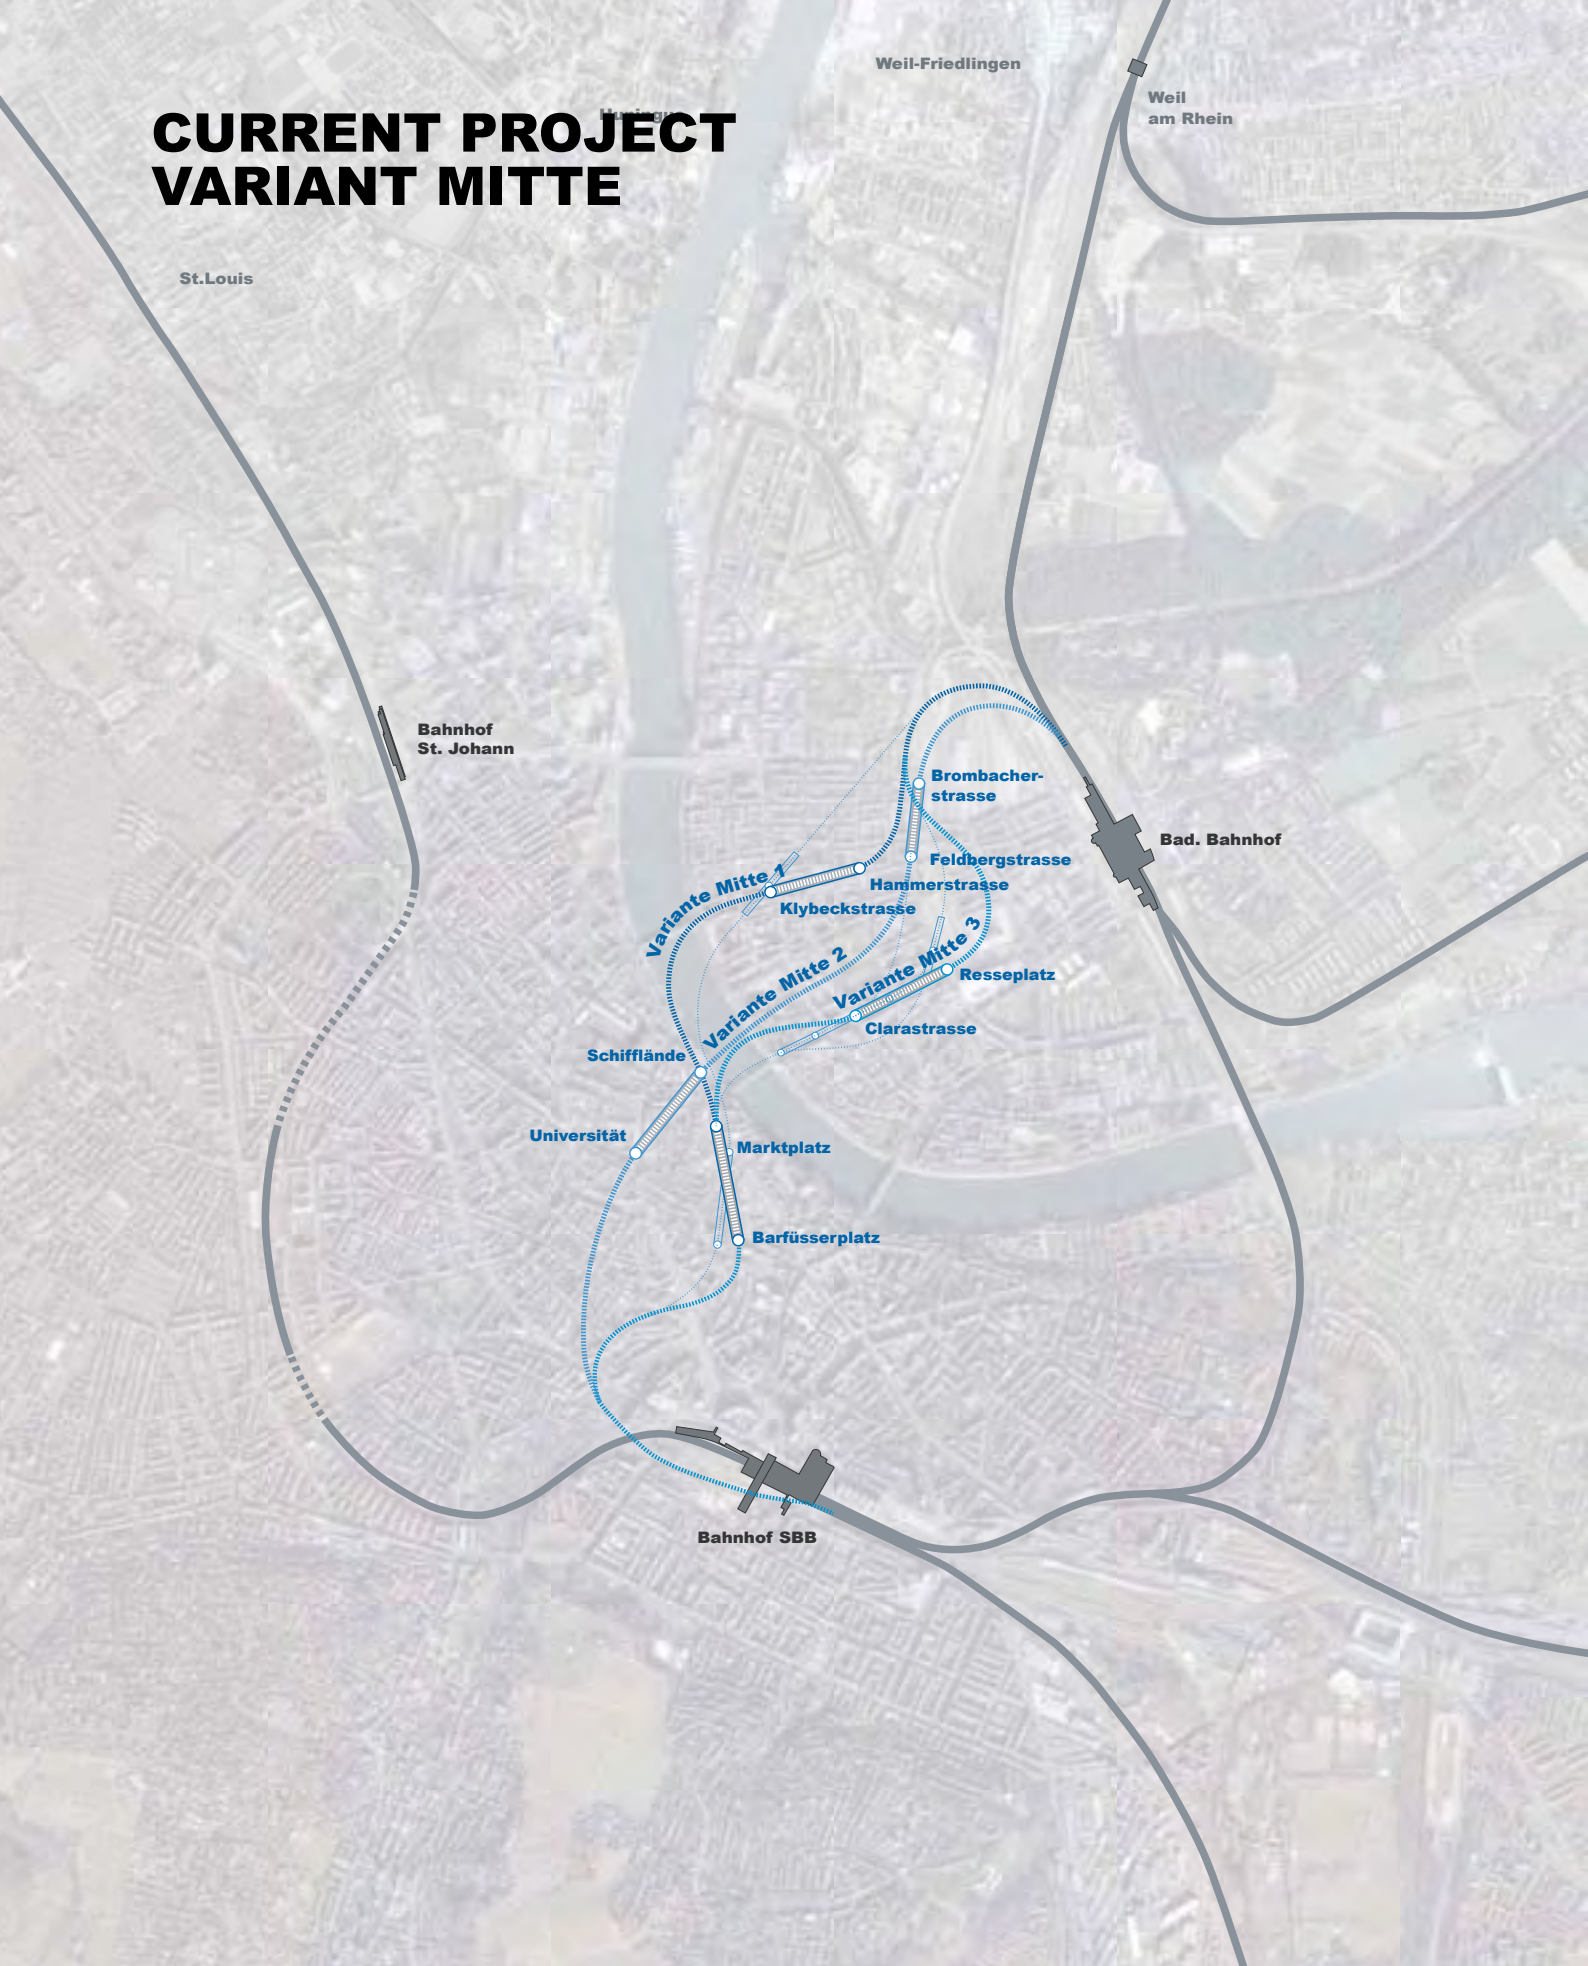 Weil-Friedlingen
Weil
am Rhein
CURRENT PROJECT
VARIANT MITTE
St.Louis
Bahnhof
St. Johann
Brombacher-
strasse
Bad. Bahnhof
Feldbergstrasse
Variante Mitte 1
Hammerstrasse
Klybeckstrasse
Variante Mitte 2
Variante Mitte 3
Resseplatz
Clarastrasse
Schifflände
Universität
Marktplatz
Barfüsserplatz
Bahnhof SBB